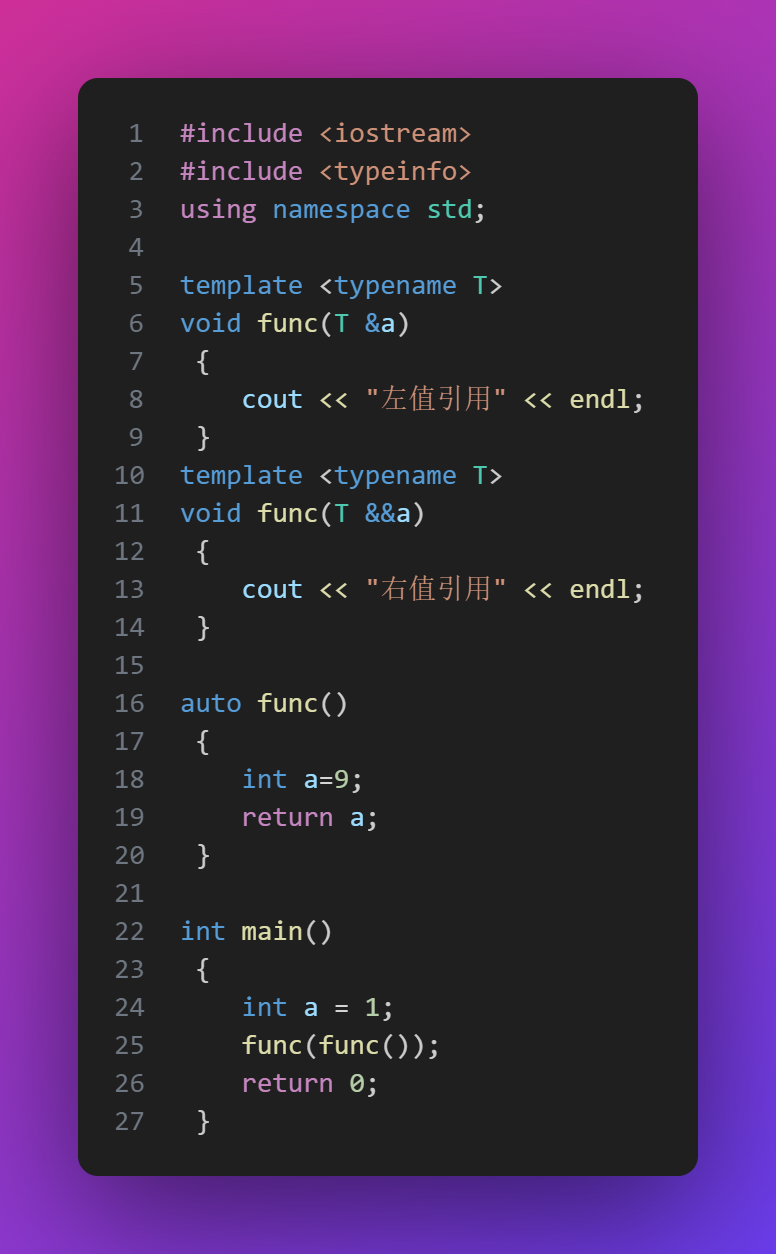 1 #include <iostream>
2 #include <typeinfo>
3 using namespace std;
4
5 template <typename T>
6 void func(T &a)
7 {
8 cout << "左值引用" << endl;
9 }
10 template <typename T>
11 void func(T &&a)
12 {
13 cout << "右值引用" << endl;
14 }
15
16 auto func()
17 {
18 int a=9;
19 return a;
20 }
21
22 int main()
23 {
24 int a = 1;
25 func(func());
26 return 0;
27 }